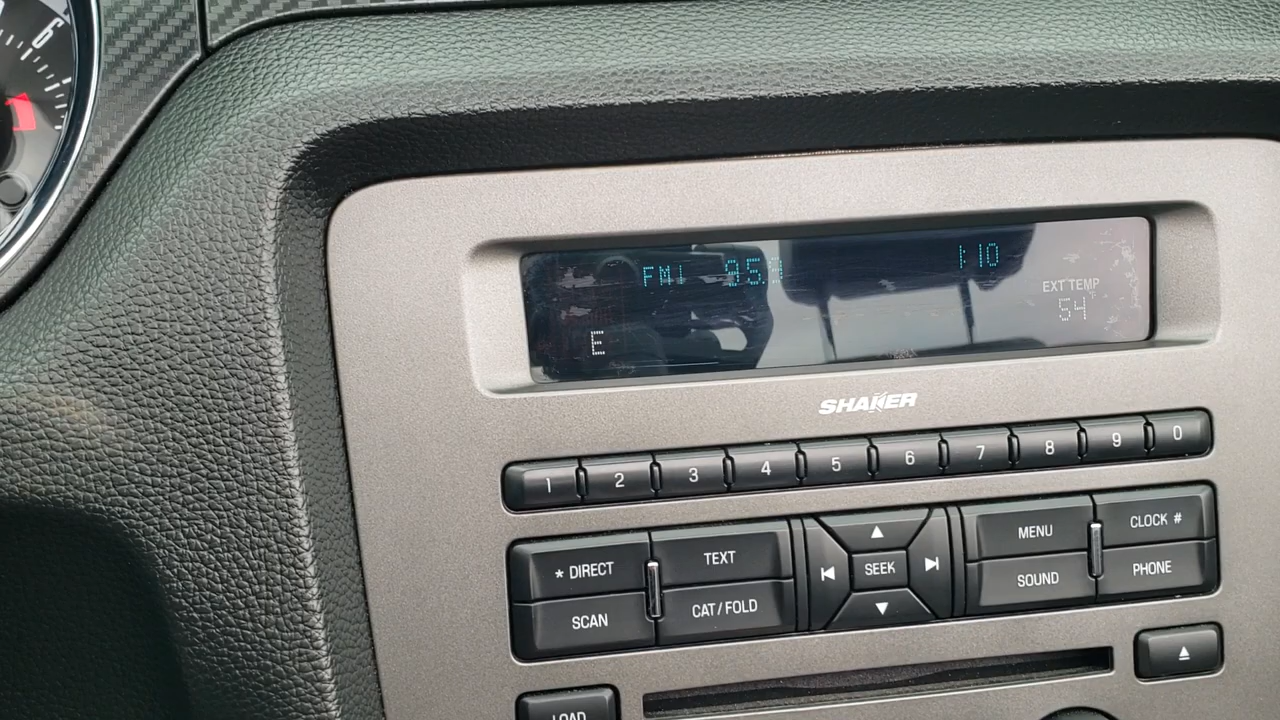 6
FM1 95.1:10
EXT TEMP
E 54°
SHAKER
1 2 3 4 5 6 7 8 9 0
* DIRECT TEXT SEEK MENU CLOCK #
SCAN CAT/FOLD SOUND PHONE
LOAD